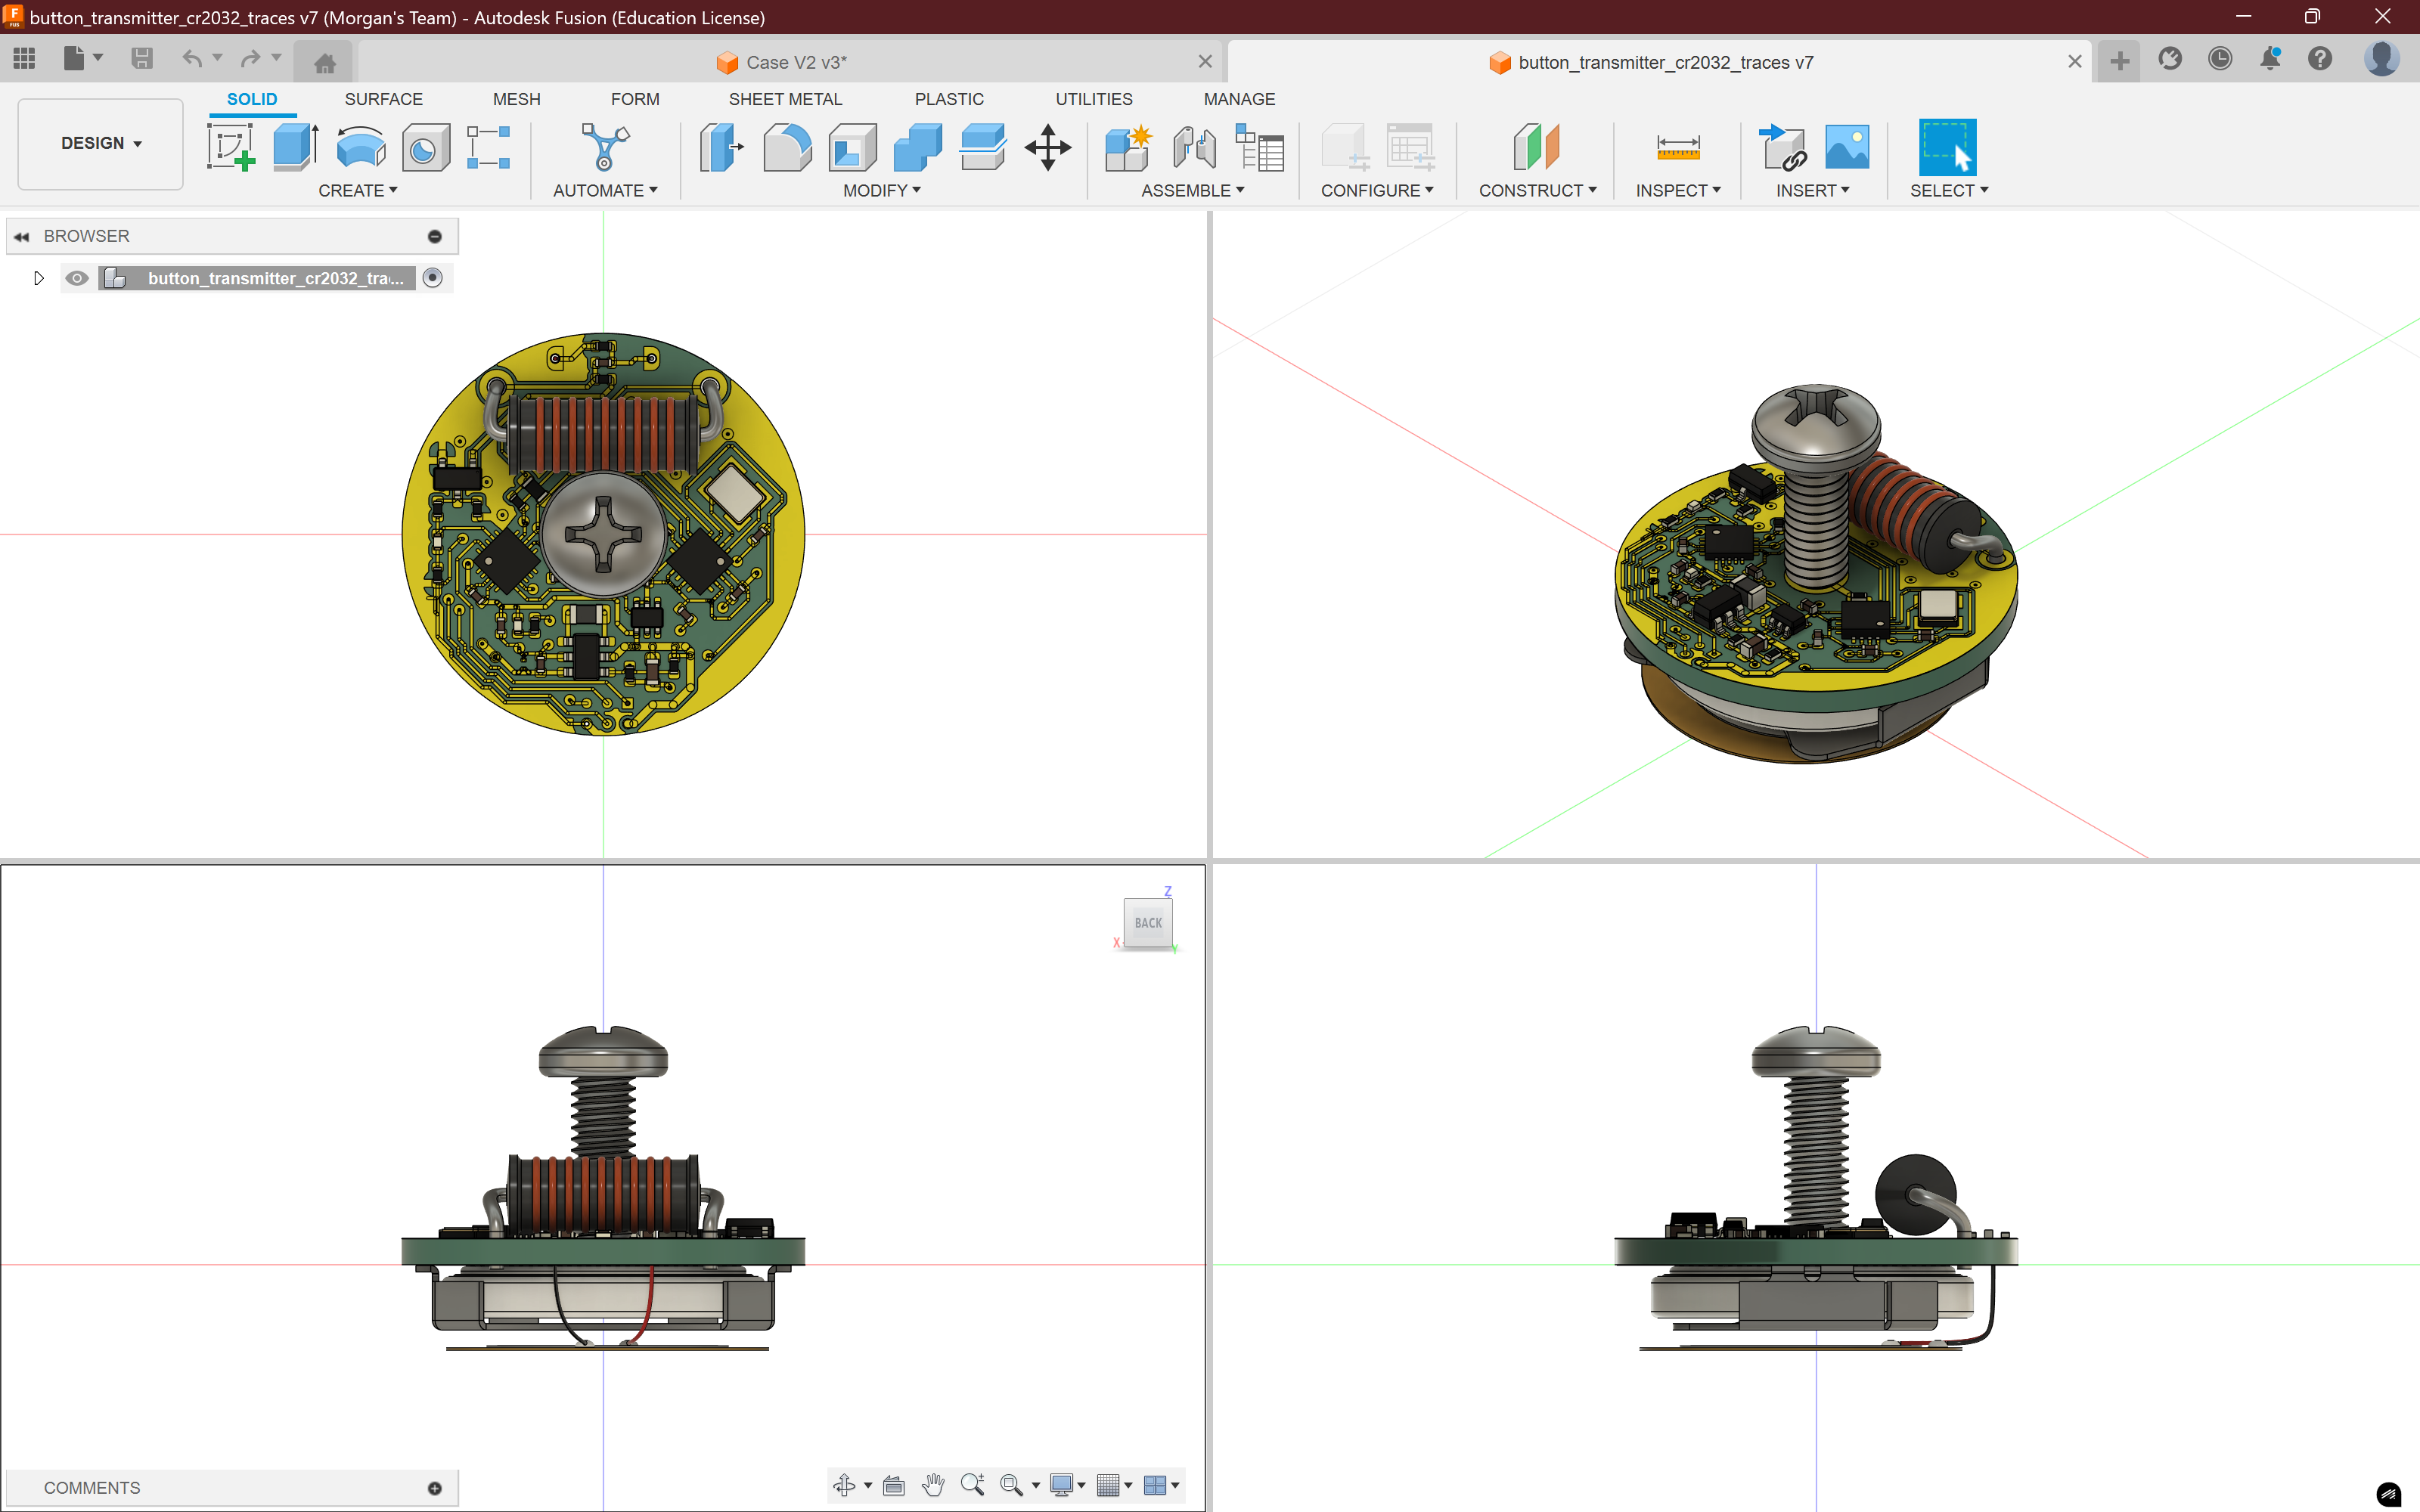 button_transmitter_cr2032_traces v7 (Morgan's Team) - Autodesk Fusion (Education License)
Case V2 v3*
button_transmitter_cr2032_traces v7
DESIGN
SOLID SURFACE MESH FORM SHEET METAL PLASTIC UTILITIES MANAGE
CREATE AUTOMATE MODIFY ASSEMBLE CONFIGURE CONSTRUCT INSPECT INSERT SELECT
BROWSER
button_transmitter_cr2032_tra...
Z
BACK
X
Y
COMMENTS